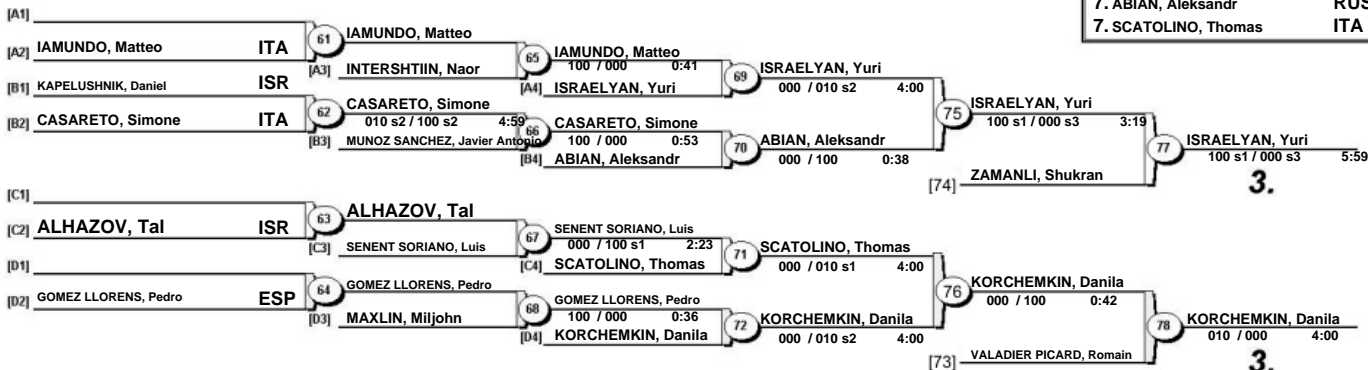 7. ABIAN, Aleksandr RUS
7. SCATOLINO, Thomas ITA
[A1]
[A2] IAMUNDO, Matteo ITA
61
IAMUNDO, Matteo
[A3] INTERSHTIIN, Naor
65
IAMUNDO, Matteo
100 / 000 0:41
[A4] ISRAELYAN, Yuri
69
ISRAELYAN, Yuri
000 / 010 s2 4:00
[B1] KAPELUSHNIK, Daniel ISR
[B2] CASARETO, Simone ITA
62
CASARETO, Simone
010 s2 / 100 s2 4:59
[B3] MUNOZ SANCHEZ, Javier Antonio
66
CASARETO, Simone
100 / 000 0:53
[B4] ABIAN, Aleksandr
70
ABIAN, Aleksandr
000 / 100 0:38
75
ISRAELYAN, Yuri
100 s1 / 000 s3 3:19
[74] ZAMANLI, Shukran
77
ISRAELYAN, Yuri
100 s1 / 000 s3 5:59
3.
[C1]
[C2] ALHAZOV, Tal ISR
63
ALHAZOV, Tal
[C3] SENENT SORIANO, Luis
67
SENENT SORIANO, Luis
000 / 100 s1 2:23
[C4] SCATOLINO, Thomas
71
SCATOLINO, Thomas
000 / 010 s1 4:00
[D1]
[D2] GOMEZ LLORENS, Pedro ESP
64
GOMEZ LLORENS, Pedro
[D3] MAXLIN, Miljohn
68
GOMEZ LLORENS, Pedro
100 / 000 0:36
[D4] KORCHEMKIN, Danila
72
KORCHEMKIN, Danila
000 / 010 s2 4:00
76
KORCHEMKIN, Danila
000 / 100 0:42
[73] VALADIER PICARD, Romain
78
KORCHEMKIN, Danila
010 / 000 4:00
3.